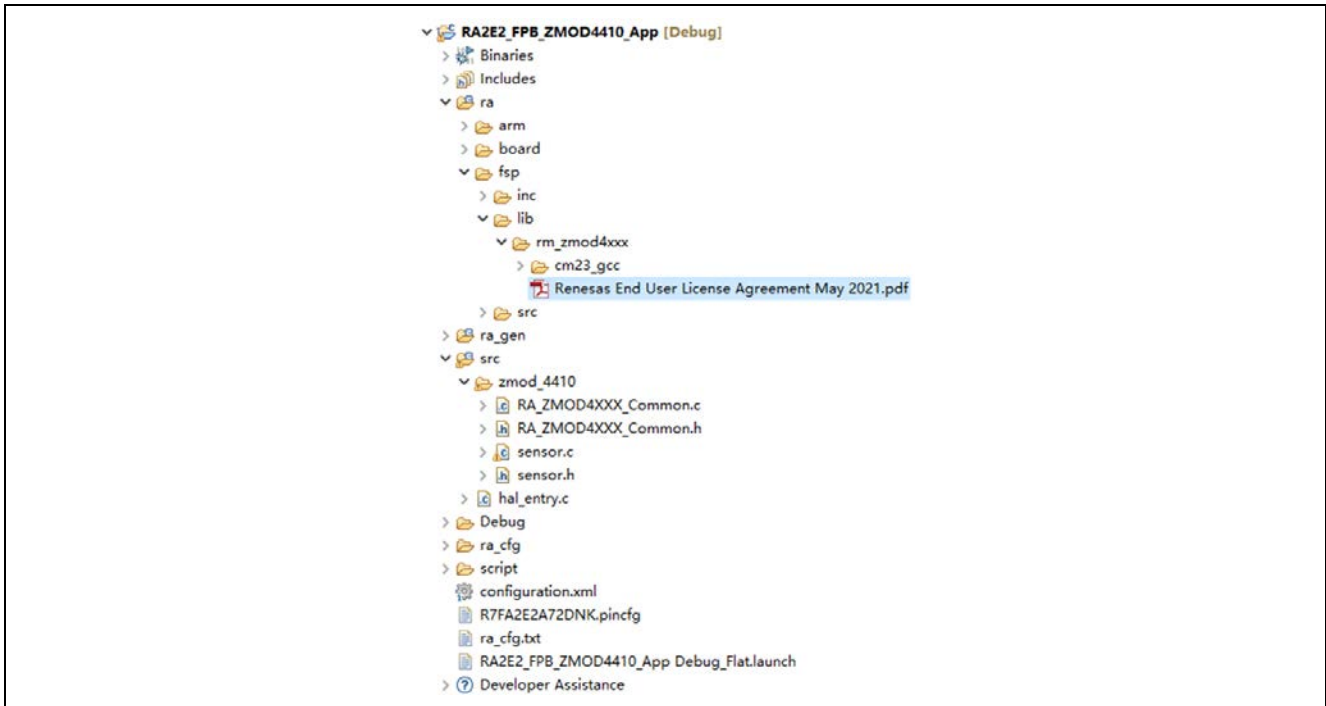 RA2E2_FPB_ZMOD4410_App [Debug]
Binaries
Includes
ra
arm
board
fsp
inc
lib
rm_zmod4xxx
cm23_gcc
Renesas End User License Agreement May 2021.pdf
src
ra_gen
src
zmod_4410
RA_ZMOD4XXX_Common.c
RA_ZMOD4XXX_Common.h
sensor.c
sensor.h
hal_entry.c
Debug
ra_cfg
script
configuration.xml
R7FA2E2A72DNK.pincfg
ra_cfg.txt
RA2E2_FPB_ZMOD4410_App Debug_Flat.launch
Developer Assistance